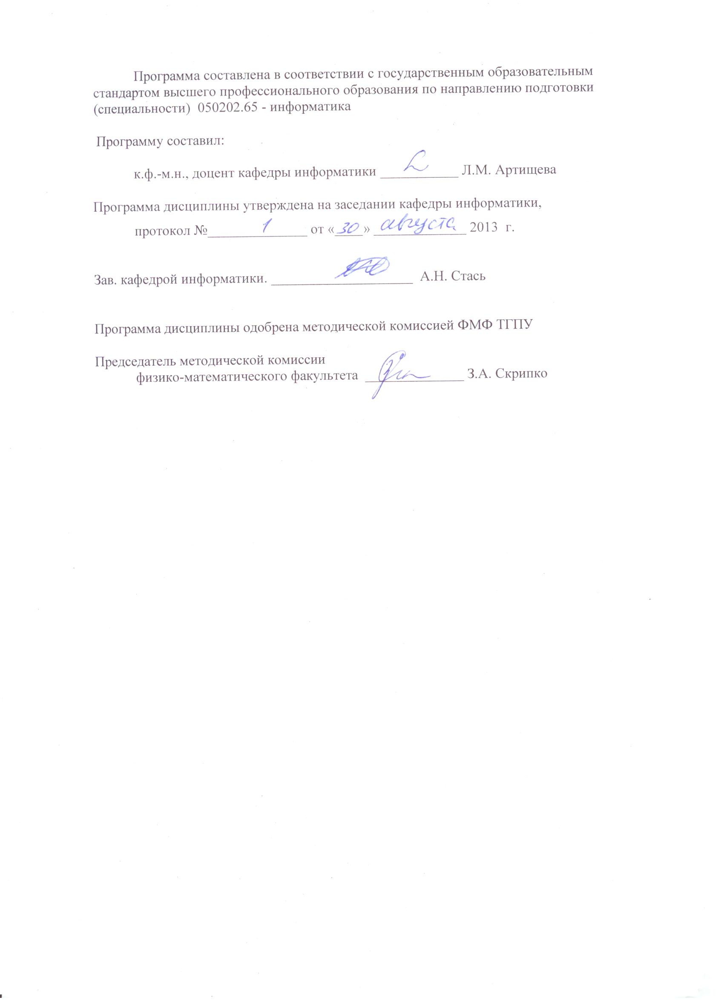 Программа составлена в соответствии с государственным образовательным
стандартом высшего профессионального образования по направлению подготовки
(специальности) 050202.65 - информатика
Программу составил:
к.ф.-м.н., доцент кафедры информатики ____________ Л.М. Артищева
Программа дисциплины утверждена на заседании кафедры информатики,
протокол № 1 от «30» августа 2013 г.
Зав. кафедрой информатики. ______________________ А.Н. Стась
Программа дисциплины одобрена методической комиссией ФМФ ТГПУ
Председатель методической комиссии
физико-математического факультета _______________ З.А. Скрипко